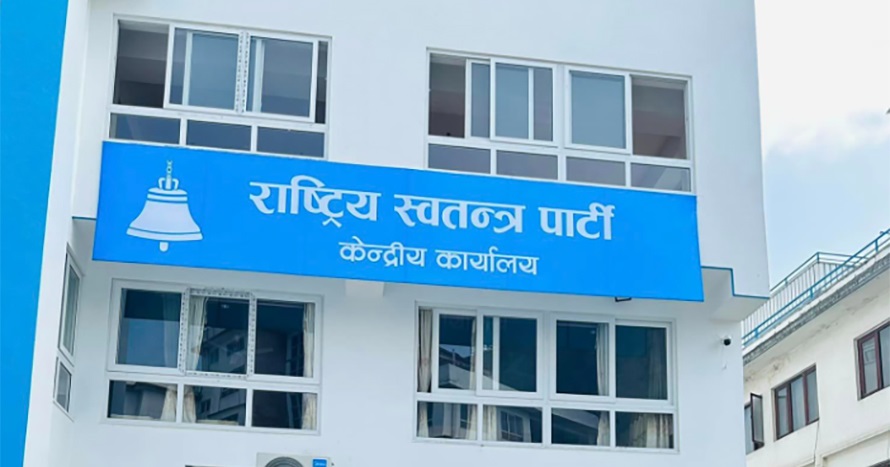 राष्ट्रिय स्वतन्त्र पार्टी
केन्द्रीय कार्यालय